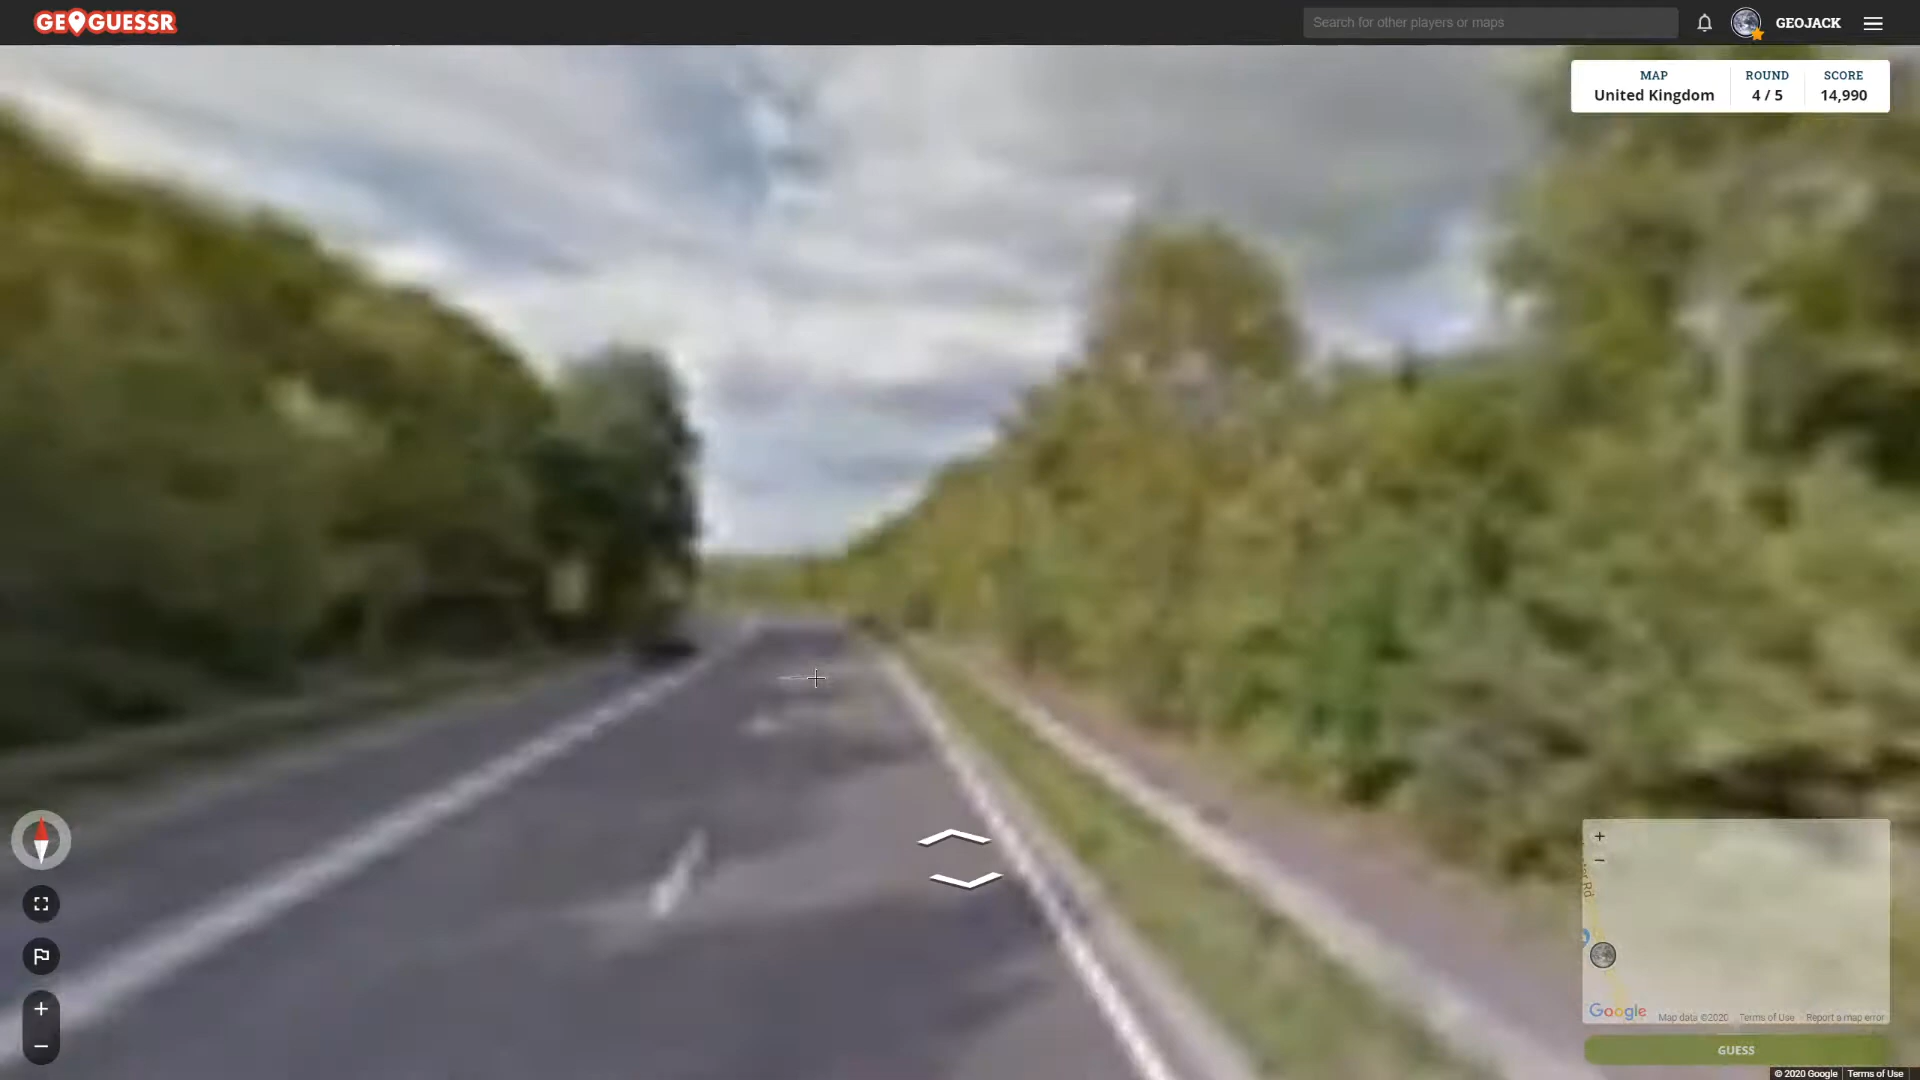 GEOGUESSR
Search for other players or maps
GEOJACK
MAP
United Kingdom
ROUND
4 / 5
SCORE
14,990
Google
Map data ©2020
Terms of Use
Report a map error
GUESS
© 2020 Google
Terms of Use